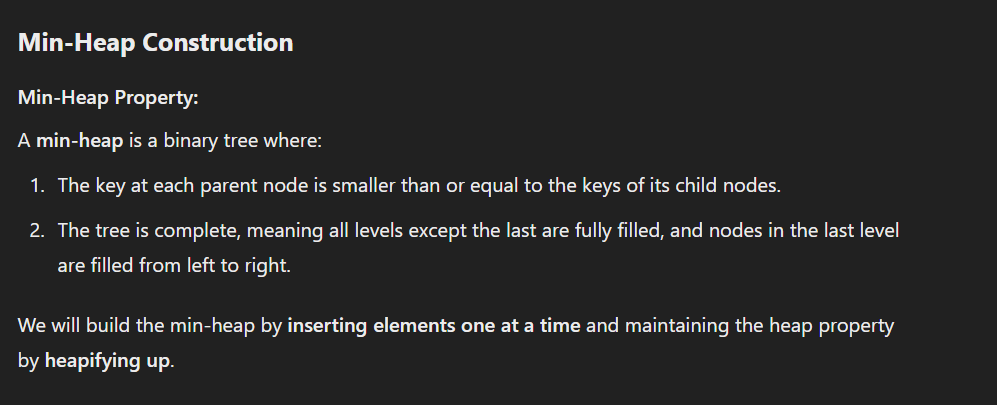 Min-Heap Construction
Min-Heap Property:
A min-heap is a binary tree where:
1. The key at each parent node is smaller than or equal to the keys of its child nodes.
2. The tree is complete, meaning all levels except the last are fully filled, and nodes in the last level
are filled from left to right.
We will build the min-heap by inserting elements one at a time and maintaining the heap property
by heapifying up.